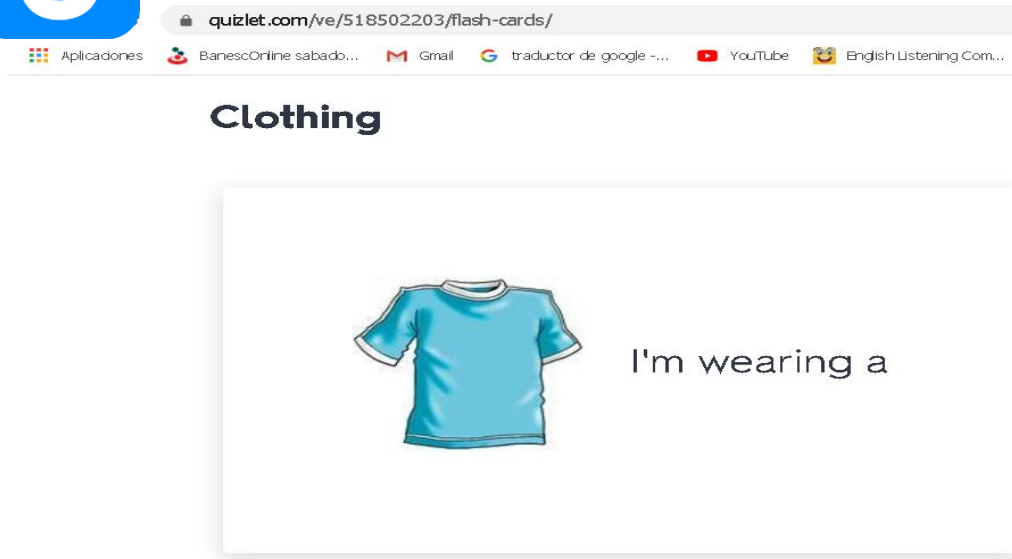 quizlet.com/ve/518502203/flash-cards/
Aplicaciones BanescOnline sabado... Gmail traductor de google -... YouTube English Listening Com...
Clothing
I'm wearing a